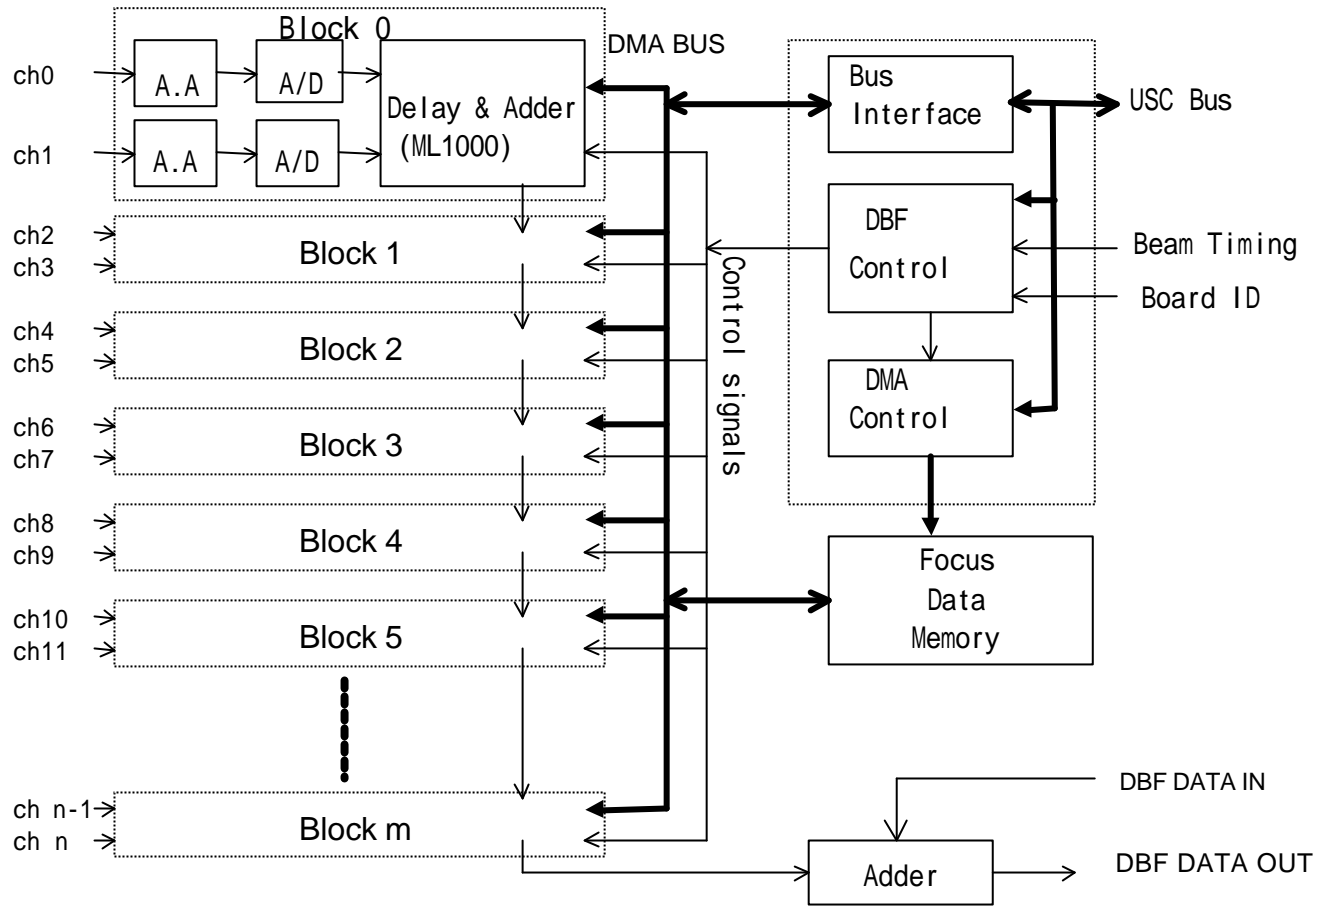 Block 0
DMA BUS
ch0
A.A
A/D
Delay & Adder
(ML1000)
ch1
A.A
A/D
Bus
Interface
USC Bus
ch2
ch3
Block 1
DBF
Control
Beam Timing
Board ID
Control signals
ch4
ch5
Block 2
DMA
Control
ch6
ch7
Block 3
ch8
ch9
Block 4
Focus
Data
Memory
ch10
ch11
Block 5
ch n-1
ch n
Block m
DBF DATA IN
Adder
DBF DATA OUT